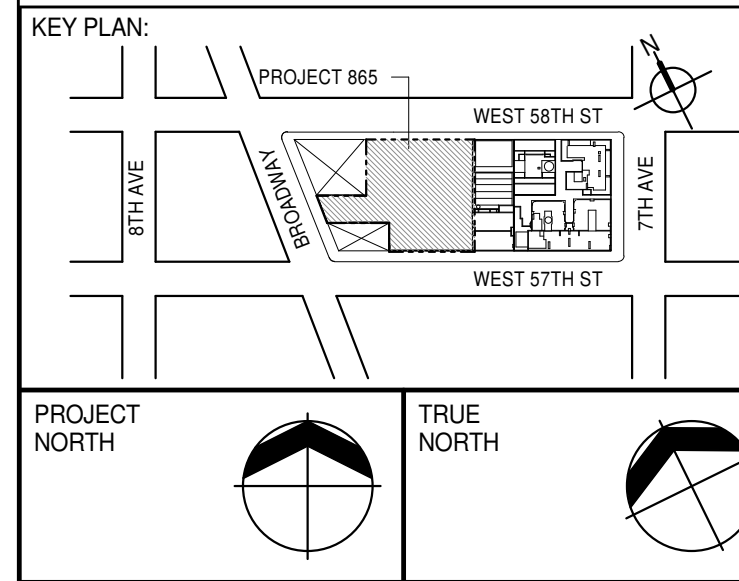 KEY PLAN:
N
PROJECT 865
WEST 58TH ST
8TH AVE
BROADWAY
7TH AVE
WEST 57TH ST
PROJECT
NORTH
TRUE
NORTH